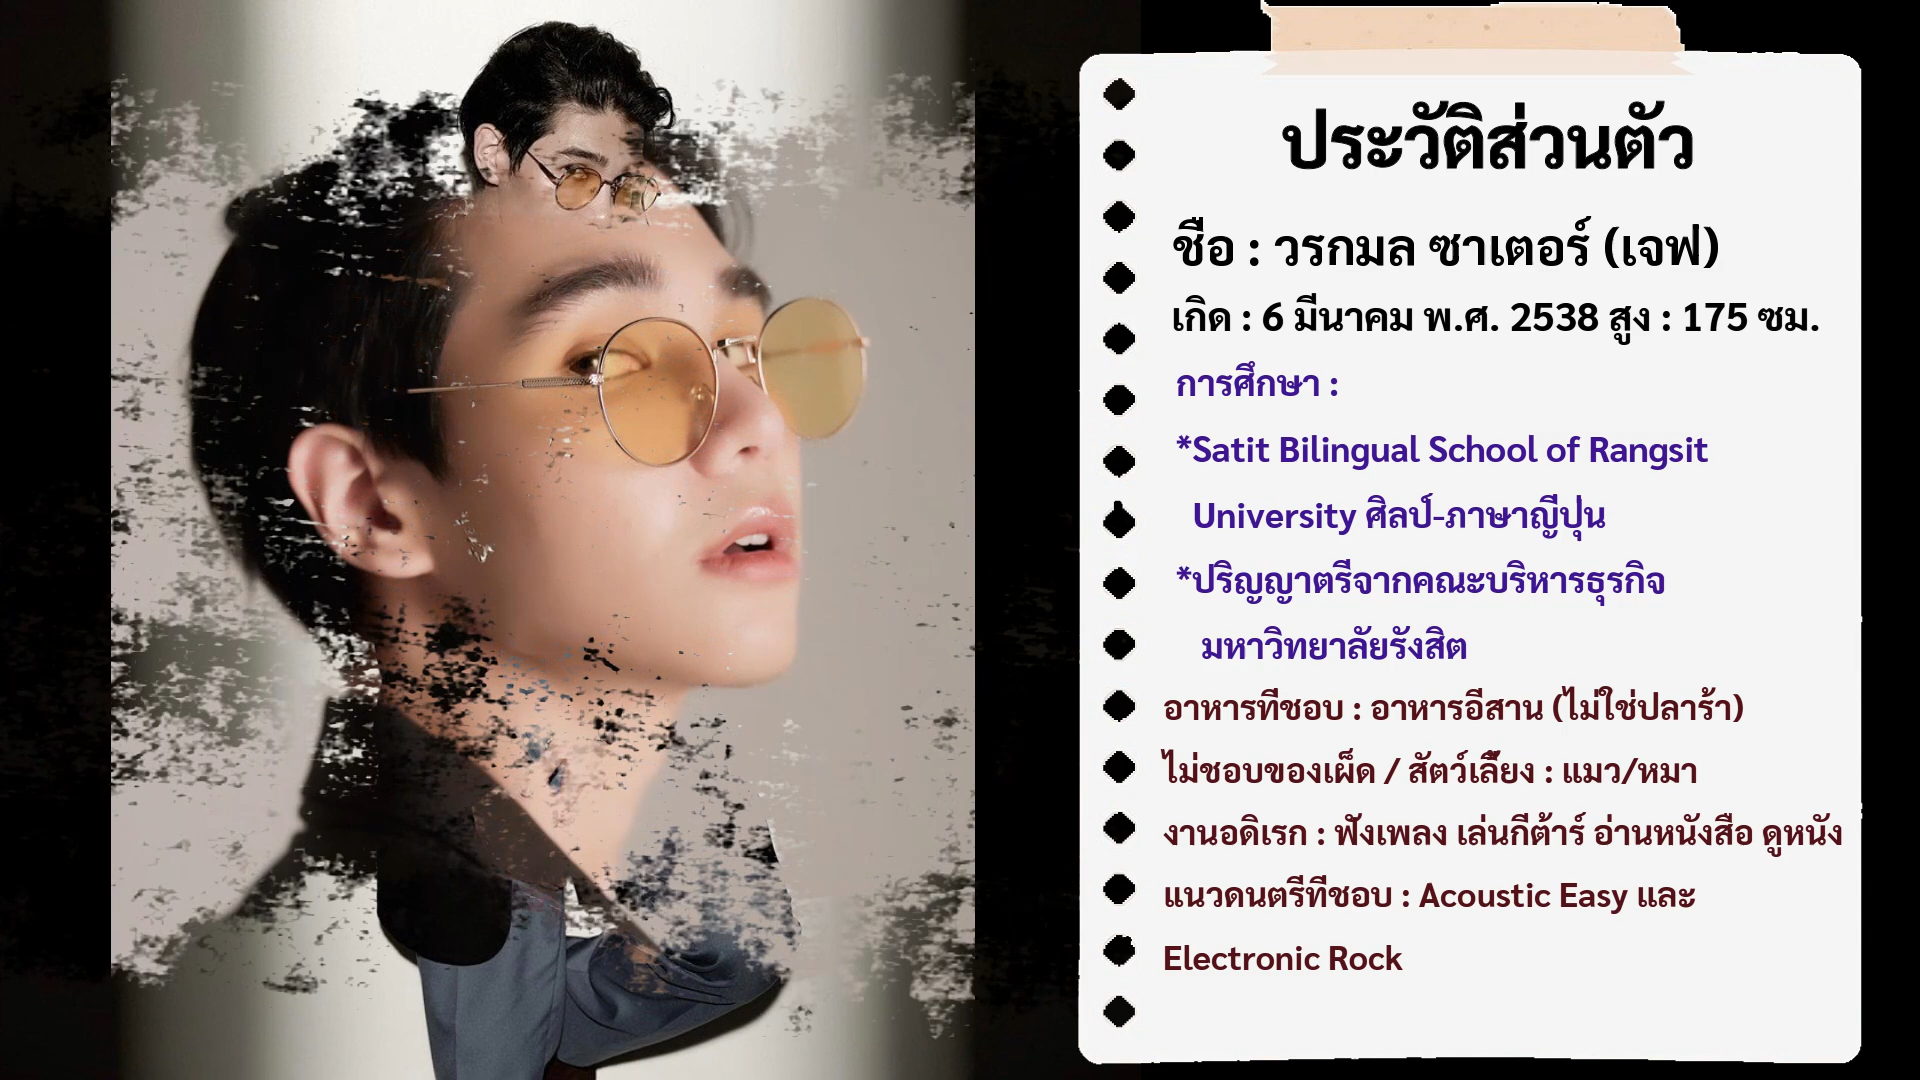 ประวัติส่วนตัว
ชื่อ : วรกมล ซาเตอร์ (เจฟ)
เกิด : 6 มีนาคม พ.ศ. 2538 สูง : 175 ซม.
การศึกษา :
*Satit Bilingual School of Rangsit
University ศิลป์-ภาษาญี่ปุ่น
*ปริญญาตรีจากคณะบริหารธุรกิจ
มหาวิทยาลัยรังสิต
อาหารที่ชอบ : อาหารอีสาน (ไม่ใช่ปลาร้า)
ไม่ชอบของเผ็ด / สัตว์เลี้ยง : แมว/หมา
งานอดิเรก : ฟังเพลง เล่นกีต้าร์ อ่านหนังสือ ดูหนัง
แนวดนตรีที่ชอบ : Acoustic Easy และ
Electronic Rock